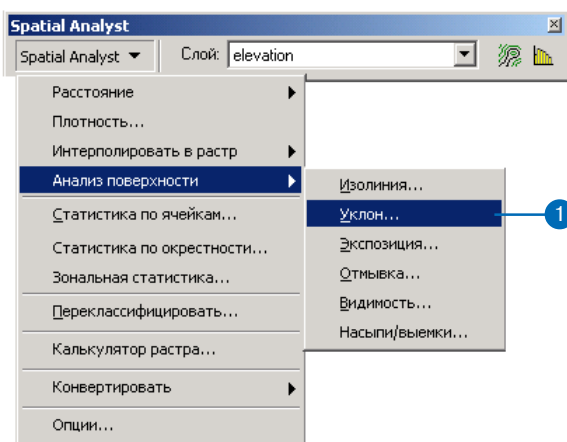 Spatial Analyst
Spatial Analyst Слой: elevation
Расстояние
Плотность...
Интерполировать в растр
Анализ поверхности
Изолиния...
Уклон...
1
Экспозиция...
Отмывка...
Видимость...
Насыпи/выемки...
Статистика по ячейкам...
Статистика по окрестности...
Зональная статистика...
Переклассифицировать...
Калькулятор растра...
Конвертировать
Опции...